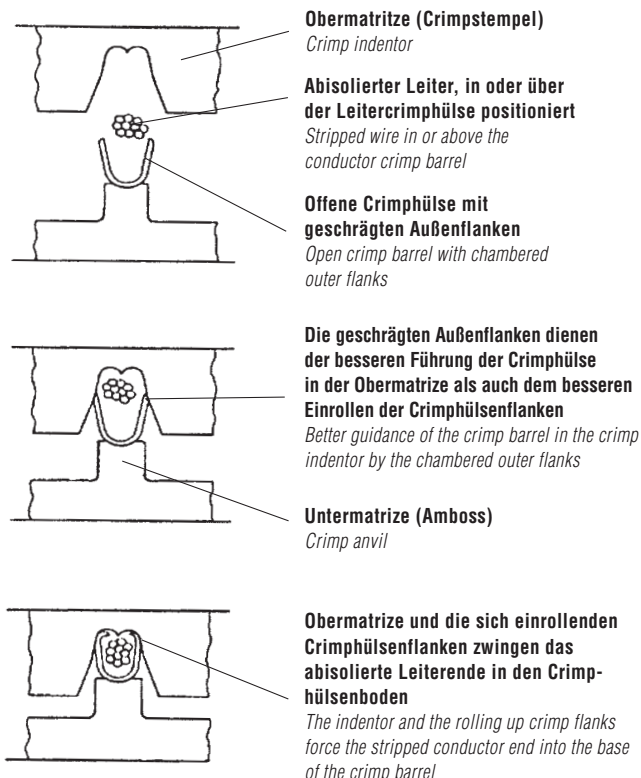 Obermatritze (Crimpstempel)
Crimp indentor
Abisolierter Leiter, in oder über
der Leitercrimphülse positioniert
Stripped wire in or above the
conductor crimp barrel
Offene Crimphülse mit
geschrägten Außenflanken
Open crimp barrel with chambered
outer flanks
Die geschrägten Außenflanken dienen
der besseren Führung der Crimphülse
in der Obermatrize als auch dem besseren
Einrollen der Crimphülsenflanken
Better guidance of the crimp barrel in the crimp
indentor by the chambered outer flanks
Untermatrize (Amboss)
Crimp anvil
Obermatrize und die sich einrollenden
Crimphülsenflanken zwingen das
abisolierte Leiterende in den Crimp-
hülsenboden
The indentor and the rolling up crimp flanks
force the stripped conductor end into the base
of the crimp barrel